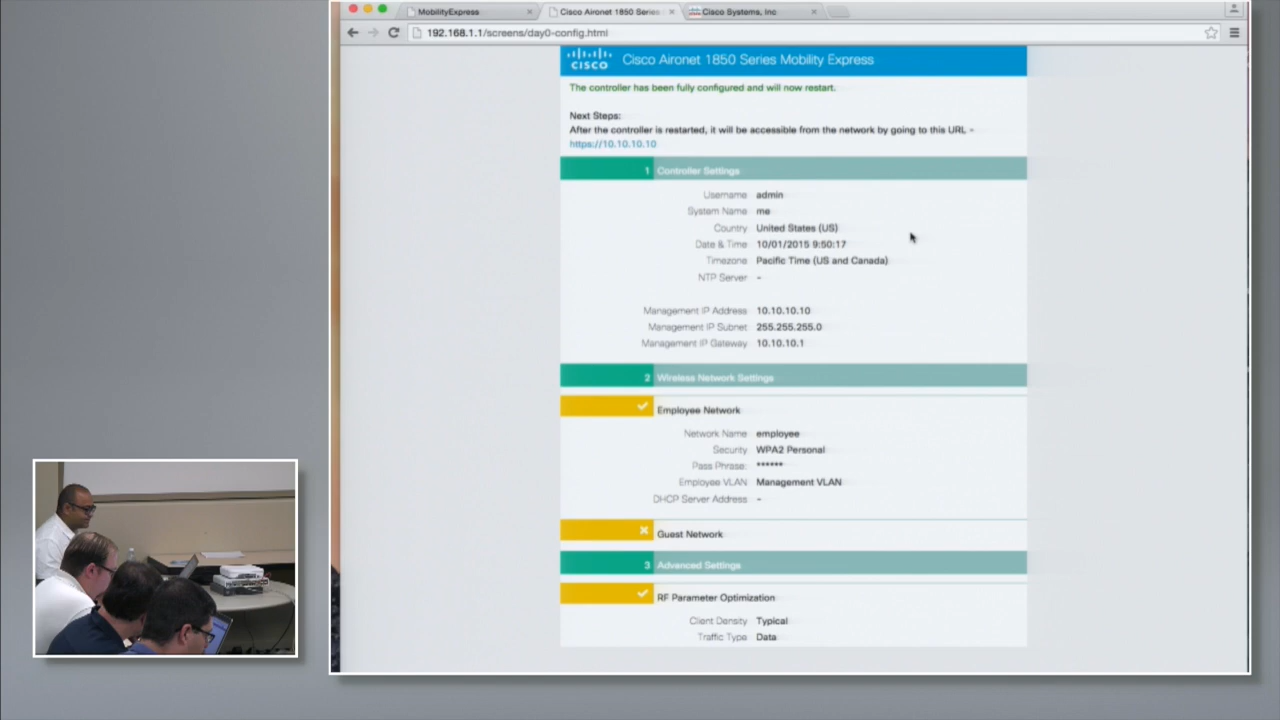 MobilityExpress
Cisco Aironet 1850 Series
Cisco Systems, Inc
192.168.1.1/screens/day0-config.html
CISCO
Cisco Aironet 1850 Series Mobility Express
The controller has been fully configured and will now restart.
Next Steps:
After the controller is restarted, it will be accessible from the network by going to this URL -
https://10.10.10.10
1 Controller Settings
Username admin
System Name me
Country United States (US)
Date & Time 10/01/2015 9:50:17
Timezone Pacific Time (US and Canada)
NTP Server -
Management IP Address 10.10.10.10
Management IP Subnet 255.255.255.0
Management IP Gateway 10.10.10.1
2 Wireless Network Settings
Employee Network
Network Name employee
Security WPA2 Personal
Pass Phrase: ******
Employee VLAN Management VLAN
DHCP Server Address -
Guest Network
3 Advanced Settings
RF Parameter Optimization
Client Density Typical
Traffic Type Data